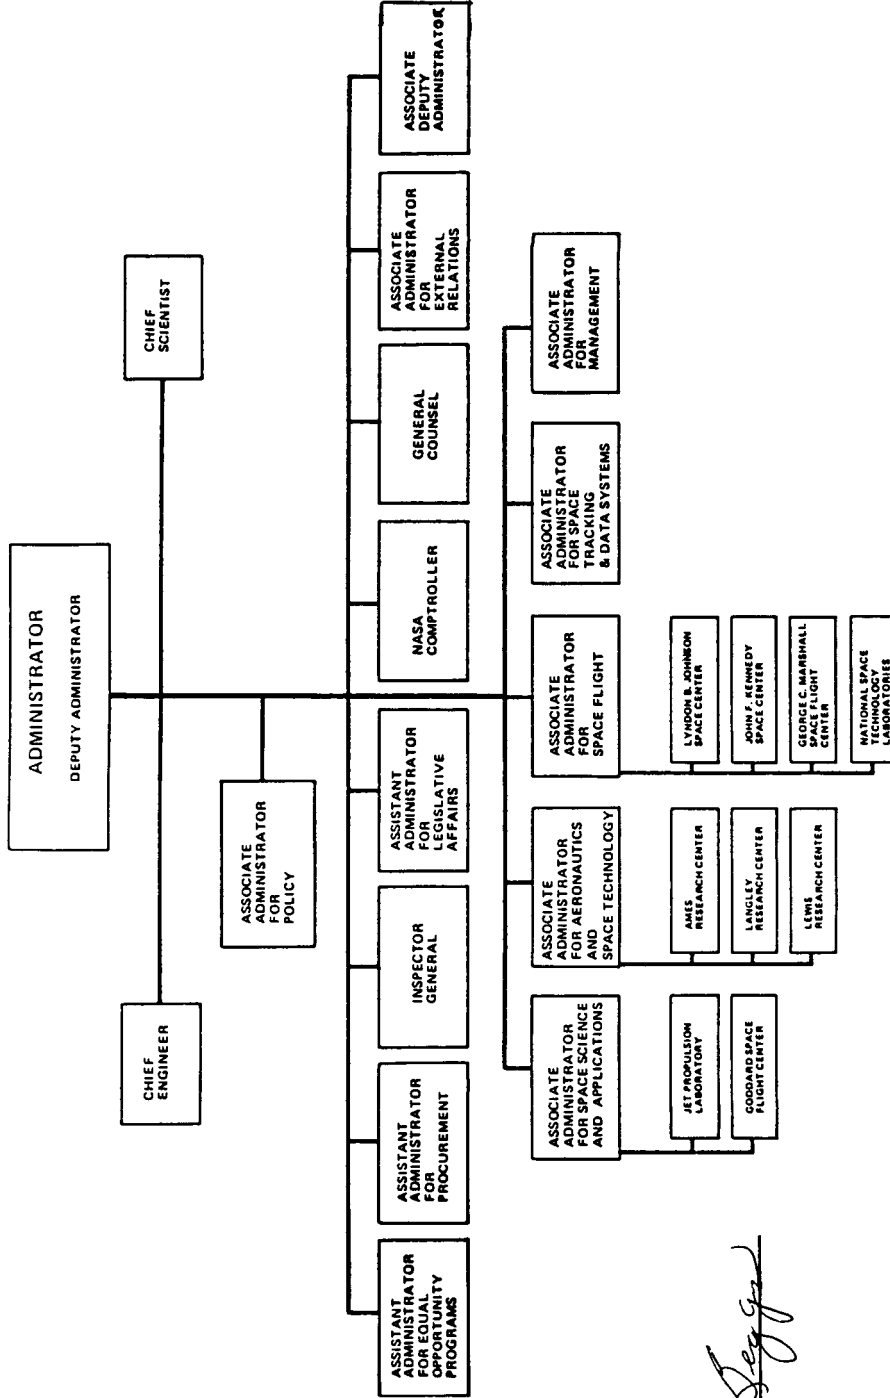 ADMINISTRATOR
DEPUTY ADMINISTRATOR
CHIEF
ENGINEER
CHIEF
SCIENTIST
ASSOCIATE
ADMINISTRATOR
FOR
POLICY
ASSISTANT
ADMINISTRATOR
FOR EQUAL
OPPORTUNITY
PROGRAMS
ASSISTANT
ADMINISTRATOR
FOR
PROCUREMENT
INSPECTOR
GENERAL
ASSISTANT
ADMINISTRATOR
FOR
LEGISLATIVE
AFFAIRS
NASA
COMPTROLLER
GENERAL
COUNSEL
ASSOCIATE
ADMINISTRATOR
FOR
EXTERNAL
RELATIONS
ASSOCIATE
DEPUTY
ADMINISTRATOR
ASSOCIATE
ADMINISTRATOR
FOR SPACE SCIENCE
AND APPLICATIONS
JET PROPULSION
LABORATORY
GODDARD SPACE
FLIGHT CENTER
ASSOCIATE
ADMINISTRATOR
FOR AERONAUTICS
AND
SPACE TECHNOLOGY
AMES
RESEARCH CENTER
LANGLEY
RESEARCH CENTER
LEWIS
RESEARCH CENTER
ASSOCIATE
ADMINISTRATOR
FOR
SPACE FLIGHT
LYNDON B. JOHNSON
SPACE CENTER
JOHN F. KENNEDY
SPACE CENTER
GEORGE C. MARSHALL
SPACE FLIGHT
CENTER
NATIONAL SPACE
TECHNOLOGY
LABORATORIES
ASSOCIATE
ADMINISTRATOR
FOR SPACE
TRACKING
& DATA SYSTEMS
ASSOCIATE
ADMINISTRATOR
FOR
MANAGEMENT